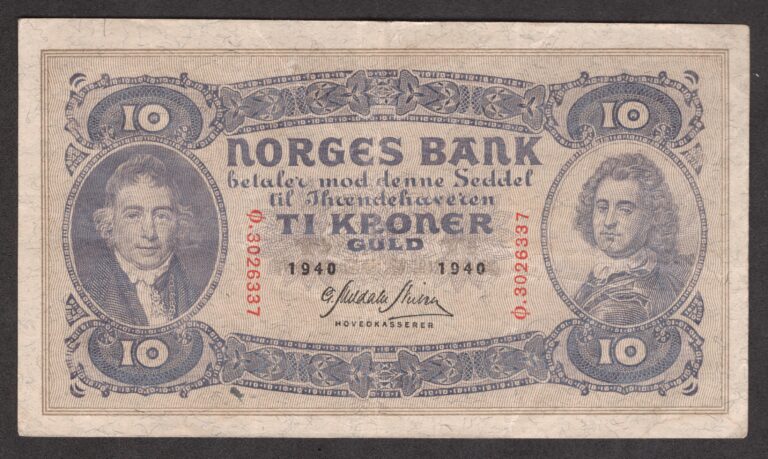 10
10
NORGES BANK
betaler mod denne Seddel
til Ihændehaveren
TI KRONER
GULD
1940 1940
φ.3026337
φ.3026337
HOVEDKASSERER
10
10